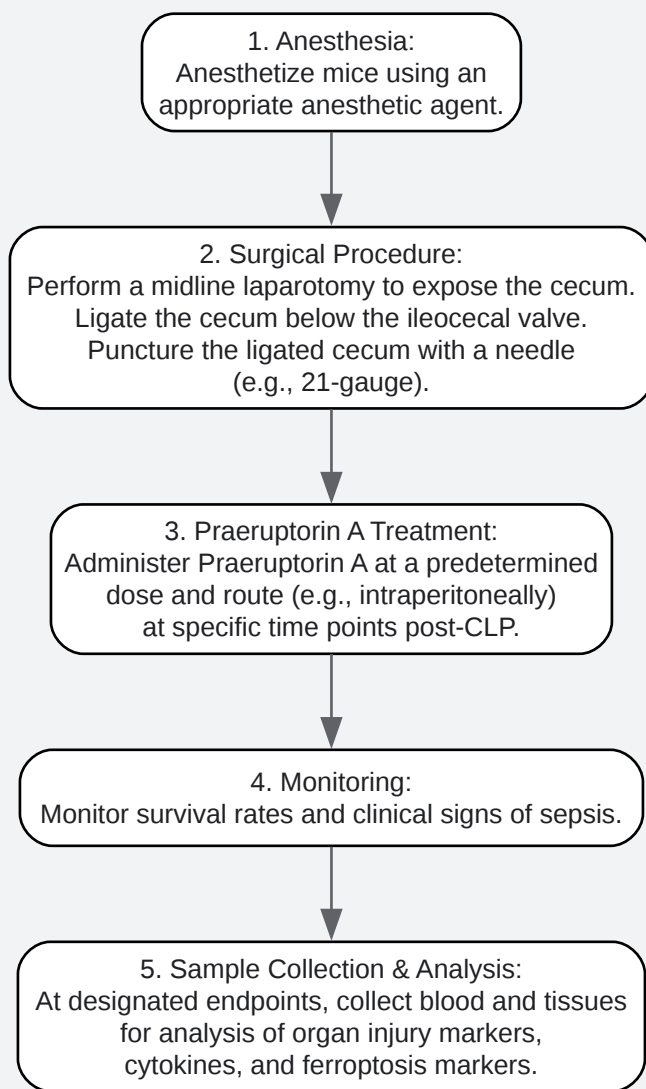 1. Anesthesia:
Anesthetize mice using an
appropriate anesthetic agent.
2. Surgical Procedure:
Perform a midline laparotomy to expose the cecum.
Ligate the cecum below the ileocecal valve.
Puncture the ligated cecum with a needle
(e.g., 21-gauge).
3. Praeruptorin A Treatment:
Administer Praeruptorin A at a predetermined
dose and route (e.g., intraperitoneally)
at specific time points post-CLP.
4. Monitoring:
Monitor survival rates and clinical signs of sepsis.
5. Sample Collection & Analysis:
At designated endpoints, collect blood and tissues
for analysis of organ injury markers,
cytokines, and ferroptosis markers.